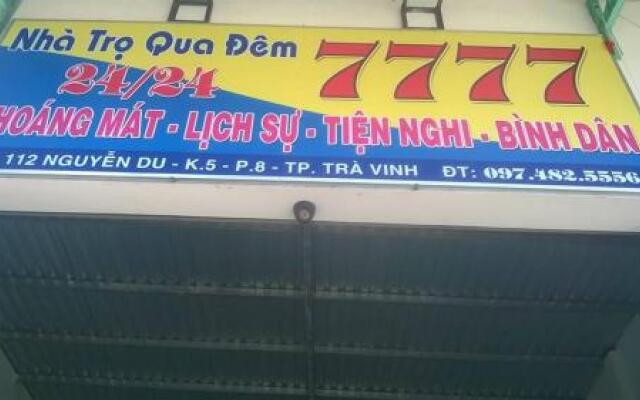 Nhà Trọ Qua Đêm 7777
24/24
HOÁNG MÁT - LỊCH SỰ - TIỆN NGHI - BÌNH DÂN
112 NGUYỄN DU - K.5 - P.8 - TP. TRÀ VINH ĐT: 097.482.5556